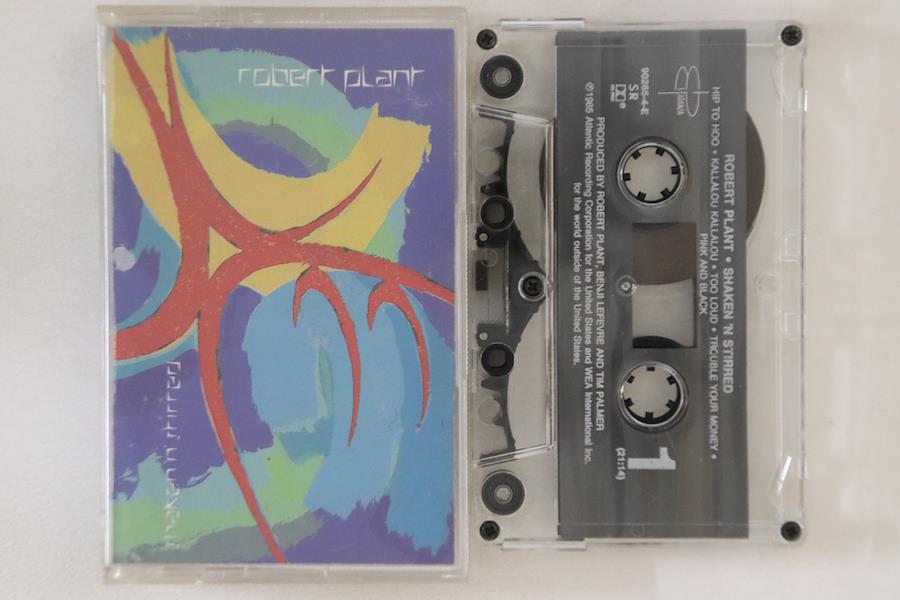 robert plant
shaken 'n' stirred
ESPARANZA
90265-4-E
SR
DOLBY
ROBERT PLANT • SHAKEN 'N STIRRED
HIP TO HOO • KALLALOU KALLALOU • TOO LOUD • TROUBLE YOUR MONEY •
PINK AND BLACK
PRODUCED BY ROBERT PLANT, BENJI LEFEVRE AND TIM PALMER
℗1985 Atlantic Recording Corporation for the United States and WEA International Inc.
for the world outside of the United States.
1
(21:14)